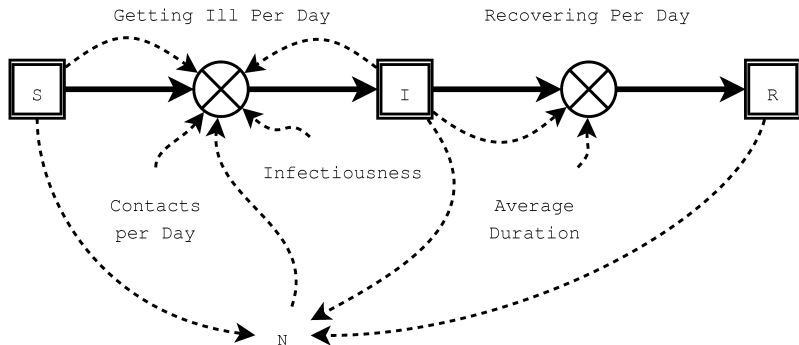 Getting Ill Per Day
Recovering Per Day
S
I
R
Infectiousness
Contacts
per Day
Average
Duration
N